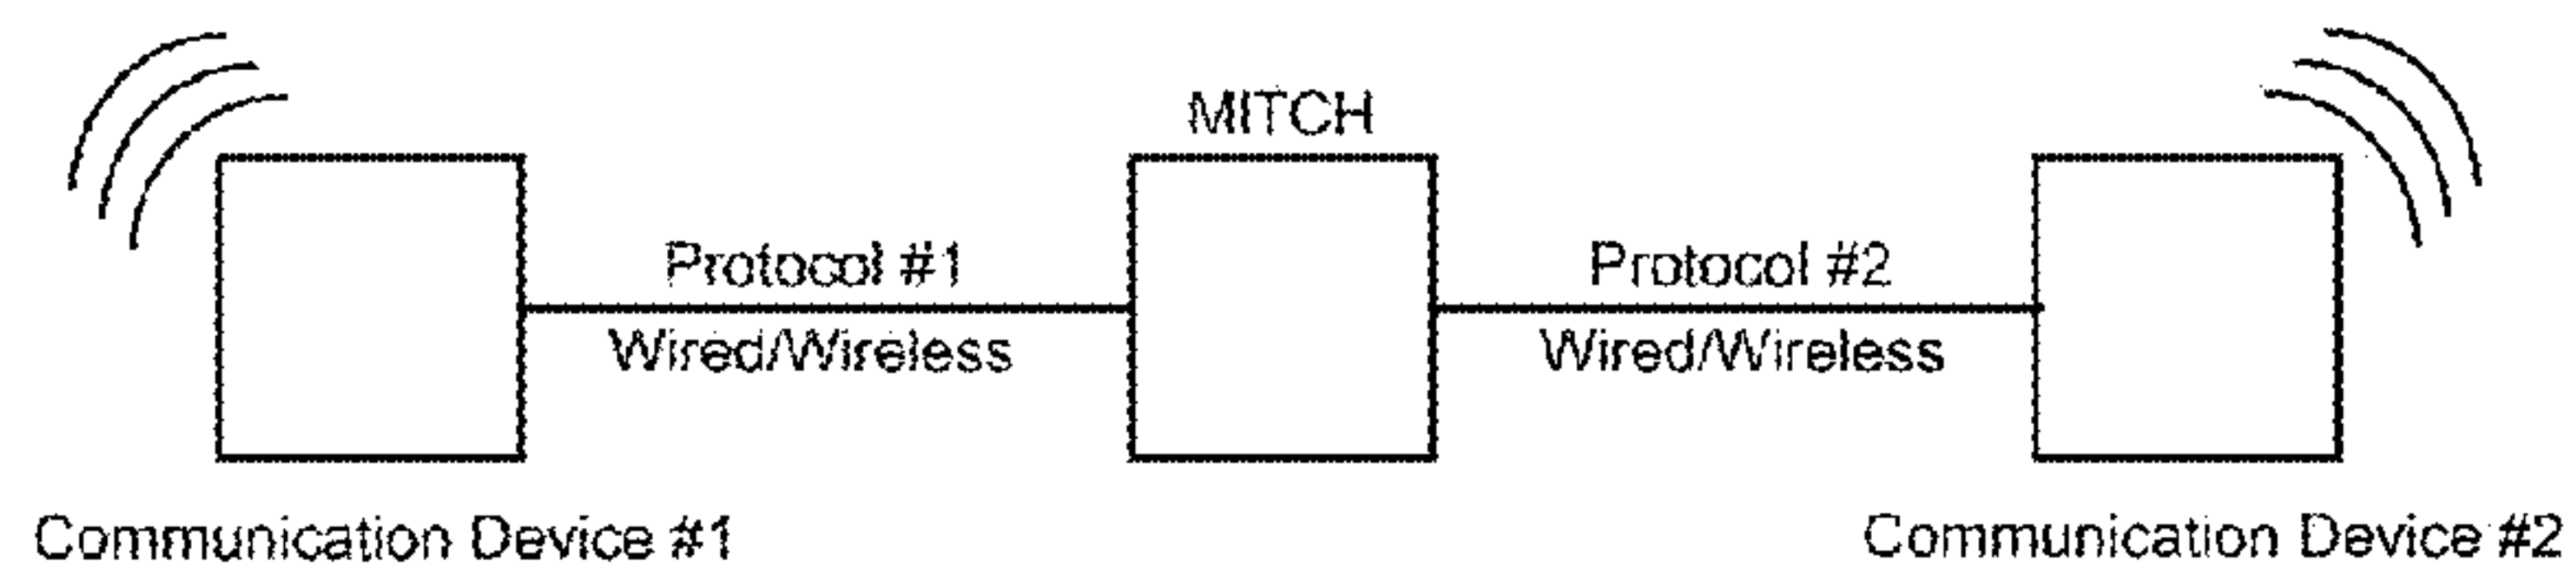 MITCH
Protocol #1
Wired/Wireless
Protocol #2
Wired/Wireless
Communication Device #1
Communication Device #2